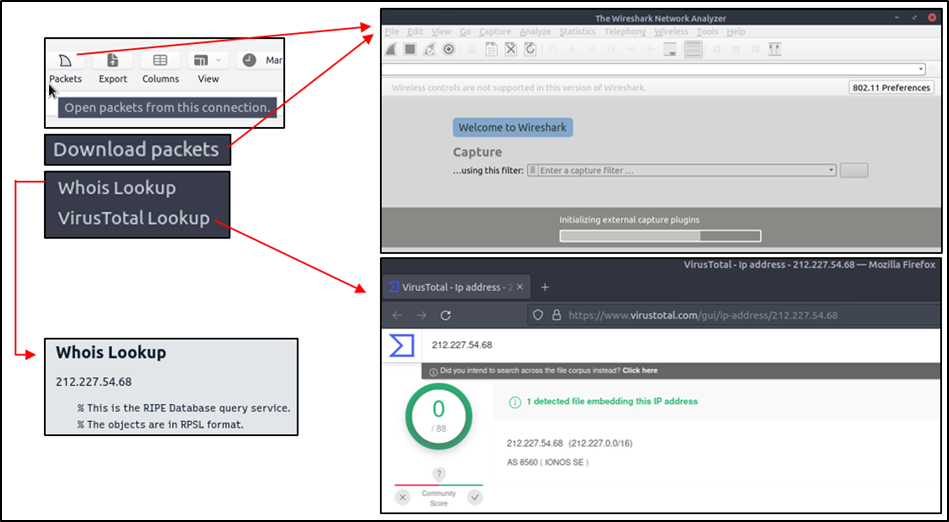 Packets Export Columns View Mar
Open packets from this connection.
Download packets
Whois Lookup
VirusTotal Lookup
Whois Lookup
212.227.54.68
% This is the RIPE Database query service.
% The objects are in RPSL format.
The Wireshark Network Analyzer
File Edit View Go Capture Analyze Statistics Telephony Wireless Tools Help
Wireless controls are not supported in this version of Wireshark.
802.11 Preferences
Welcome to Wireshark
Capture
...using this filter: Enter a capture filter ...
Initializing external capture plugins
VirusTotal - Ip address - 212.227.54.68 — Mozilla Firefox
VirusTotal - Ip address - 2
https://www.virustotal.com/gui/ip-address/212.227.54.68
212.227.54.68
Did you intend to search across the file corpus instead? Click here
0
/ 88
1 detected file embedding this IP address
212.227.54.68 (212.227.0.0/16)
AS 8560 ( IONOS SE )
?
Community
Score